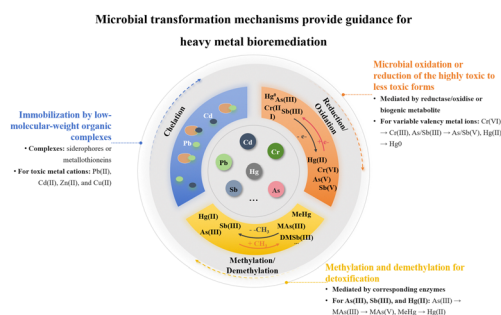 Microbial transformation mechanisms provide guidance for
heavy metal bioremediation
Microbial oxidation or
reduction of the highly toxic to
less toxic forms
• Mediated by reductase/oxidise or
biogenic metabolite
• For variable valency metal ions: Cr(VI)
→ Cr(III), As/Sb(III) → As/Sb(V), Hg(II)
→ Hg0
Immobilization by low-
molecular-weight organic
complexes
• Complexes: siderophores or
metallothioneins
• For toxic metal cations: Pb(II),
Cd(II), Zn(II), and Cu(II)
Chelation
Cd
Pb
Reduction/
Oxidation
Hg⁰ As(III)
Cr(II
I)
Sb(III)
Hg(II)
Cr(VI)
As(V)
Sb(V)
Cd
Cr
Pb
Hg
Sb
As
...
Hg(II)
Sb(III)
As(III)
MeHg
MAs(III)
DMSb(III)
- -CH3
+ CH3
Methylation/
Demethylation
Methylation and demethylation for
detoxification
• Mediated by corresponding enzymes
• For As(III), Sb(III), and Hg(II): As(III) →
MAs(III) → MAs(V), MeHg → Hg(II)